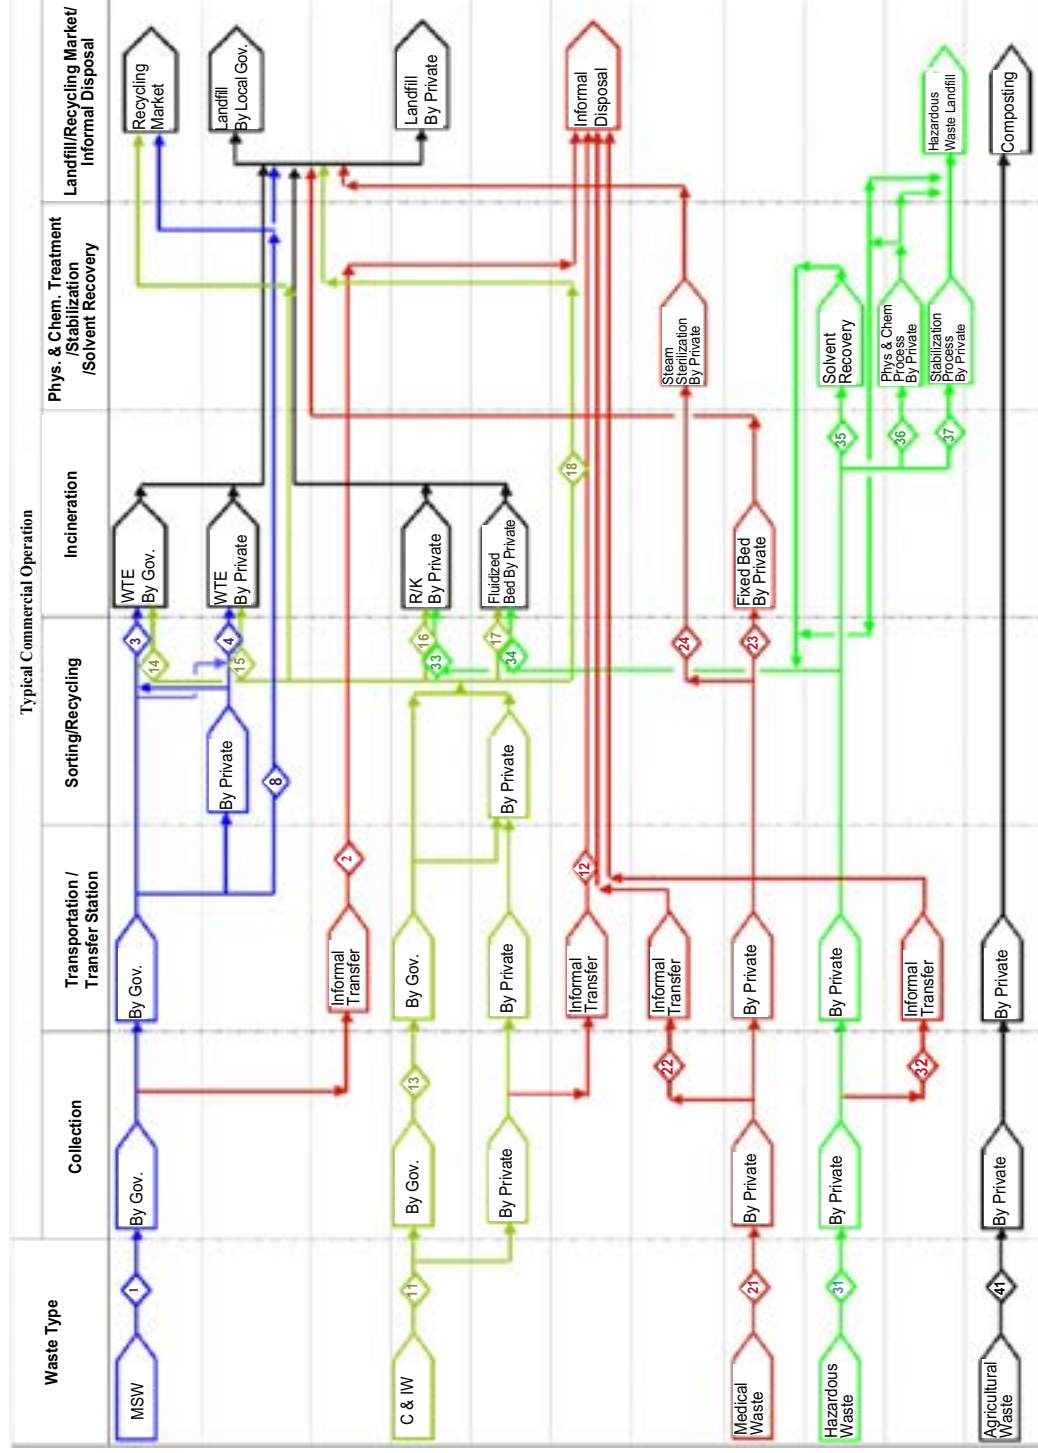 Typical Commercial Operation
Waste Type
Collection
Transportation /
Transfer Station
Sorting/Recycling
Incineration
Phys. & Chem. Treatment
/Stabilization
/Solvent Recovery
Landfill/Recycling Market/
Informal Disposal
MSW
1
By Gov.
By Gov.
By Private
8
3
14
4
15
WTE
By Gov.
WTE
By Private
Recycling
Market
Landfill
By Local Gov.
Informal
Transfer
2
Landfill
By Private
C & IW
11
By Gov.
13
By Gov.
16
33
R/K
By Private
By Private
By Private
By Private
17
34
Fluidized
Bed By Private
18
Informal
Transfer
12
Informal
Disposal
22
Informal
Transfer
24
Steam
Sterilization
By Private
Medical
Waste
21
By Private
By Private
23
Fixed Bed
By Private
Hazardous
Waste
31
By Private
By Private
35
Solvent
Recovery
32
Informal
Transfer
36
Phys & Chem
Process
By Private
37
Stabilization
Process
By Private
Hazardous
Waste Landfill
Agricultural
Waste
41
By Private
By Private
Composting